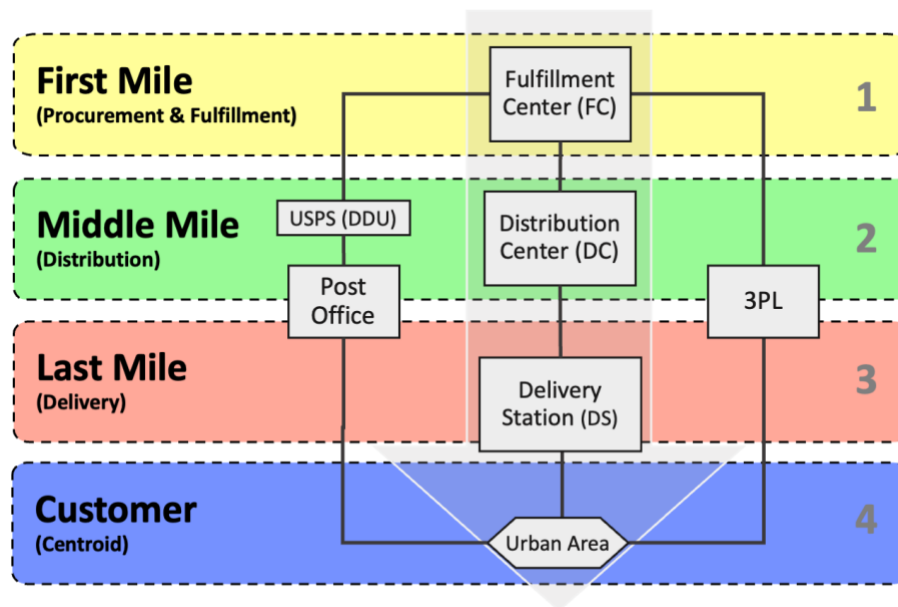 First Mile
(Procurement & Fulfillment)
Fulfillment
Center (FC)
1
Middle Mile
(Distribution)
USPS (DDU)
Post
Office
Distribution
Center (DC)
3PL
2
Last Mile
(Delivery)
Delivery
Station (DS)
3
Customer
(Centroid)
Urban Area
4